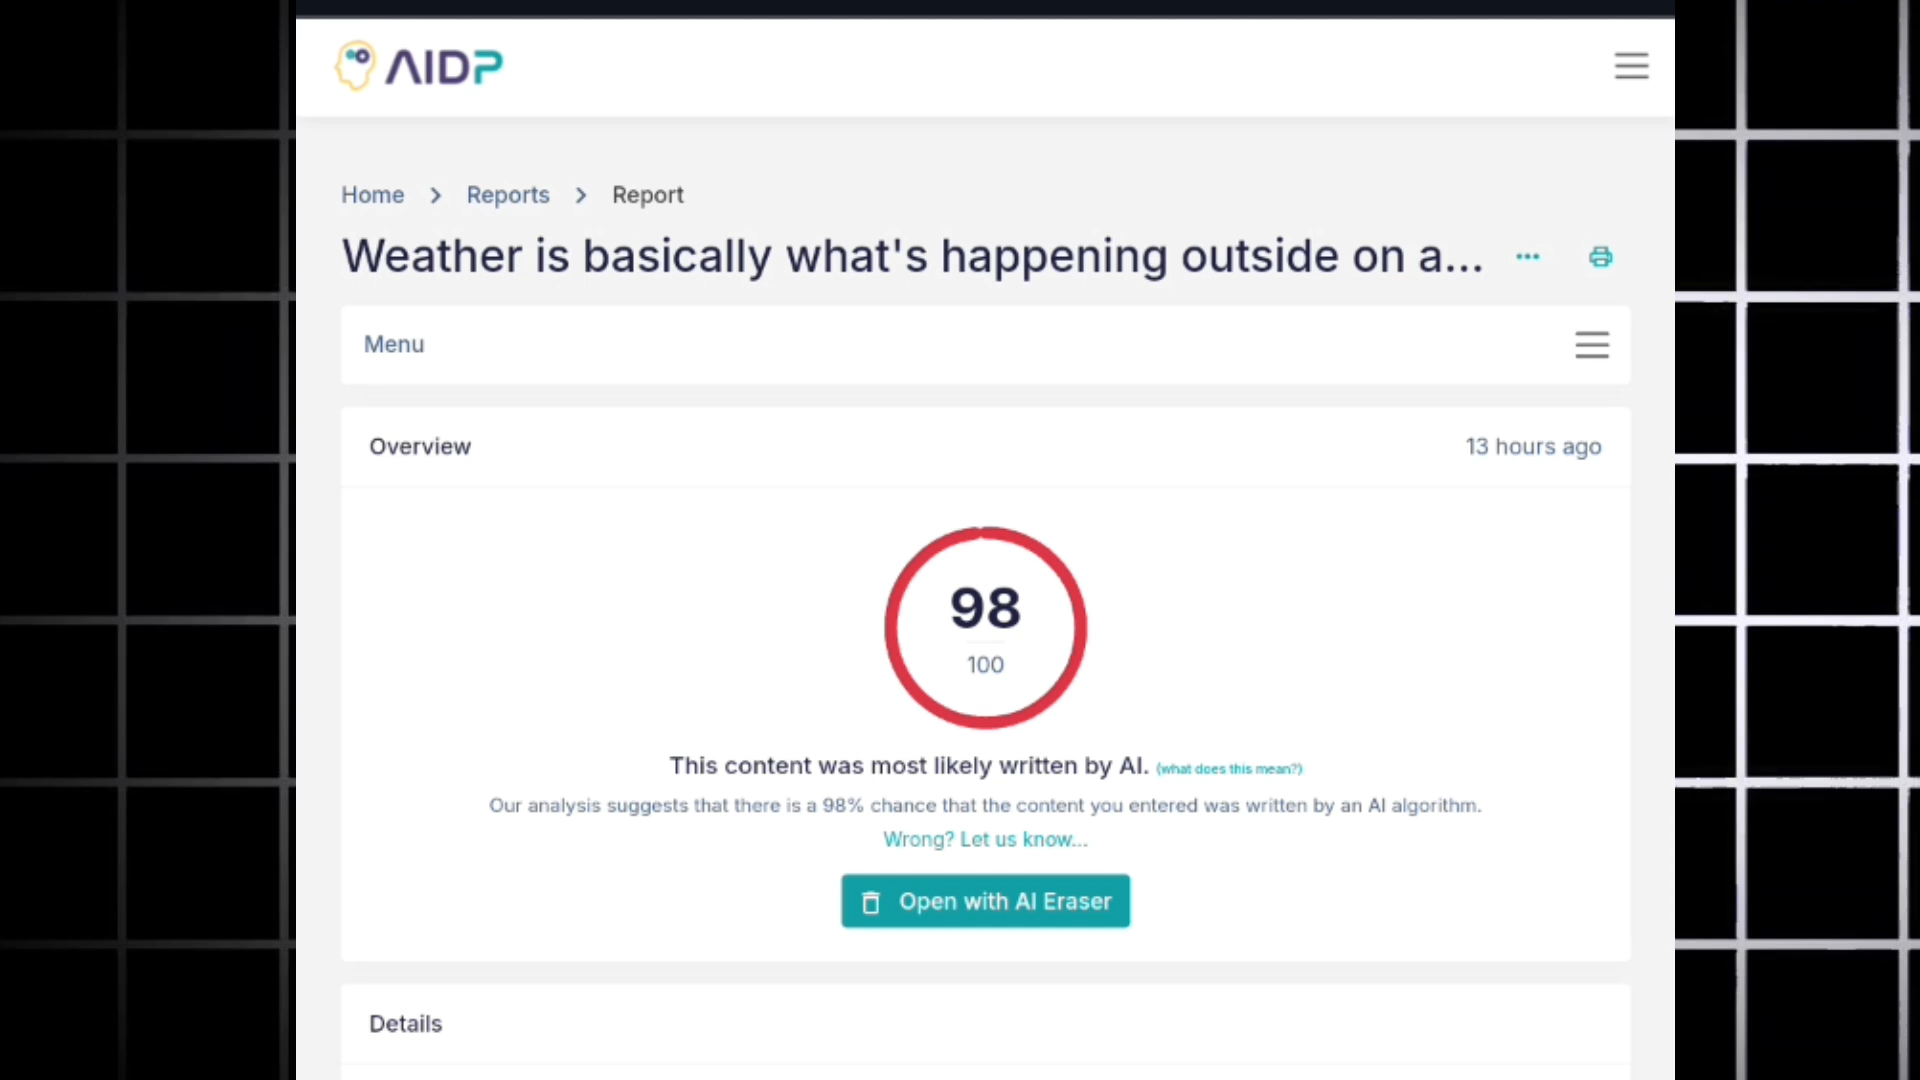 AIDP
Home > Reports > Report
Weather is basically what's happening outside on a...
Menu
Overview
13 hours ago
98
100
This content was most likely written by AI. (what does this mean?)
Our analysis suggests that there is a 98% chance that the content you entered was written by an AI algorithm.
Wrong? Let us know...
Open with AI Eraser
Details